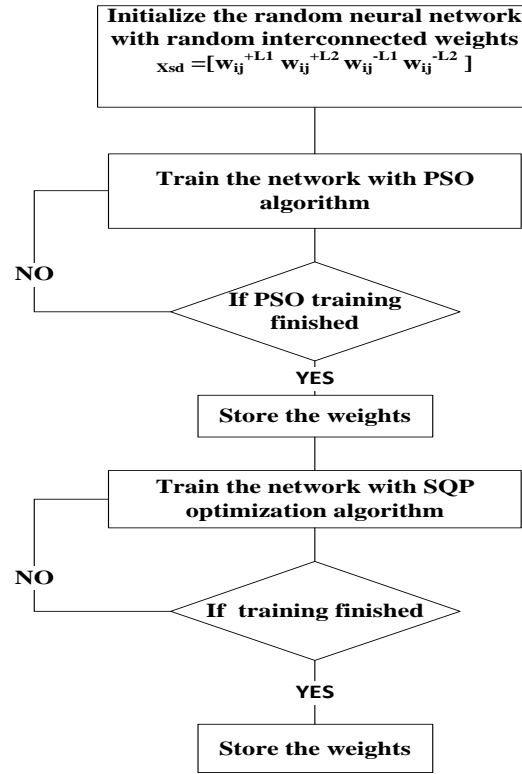 Initialize the random neural network
with random interconnected weights
Xsd =[wij+L1 wij+L2 wij-L1 wij-L2 ]
Train the network with PSO
algorithm
NO
If PSO training
finished
YES
Store the weights
Train the network with SQP
optimization algorithm
NO
If training finished
YES
Store the weights